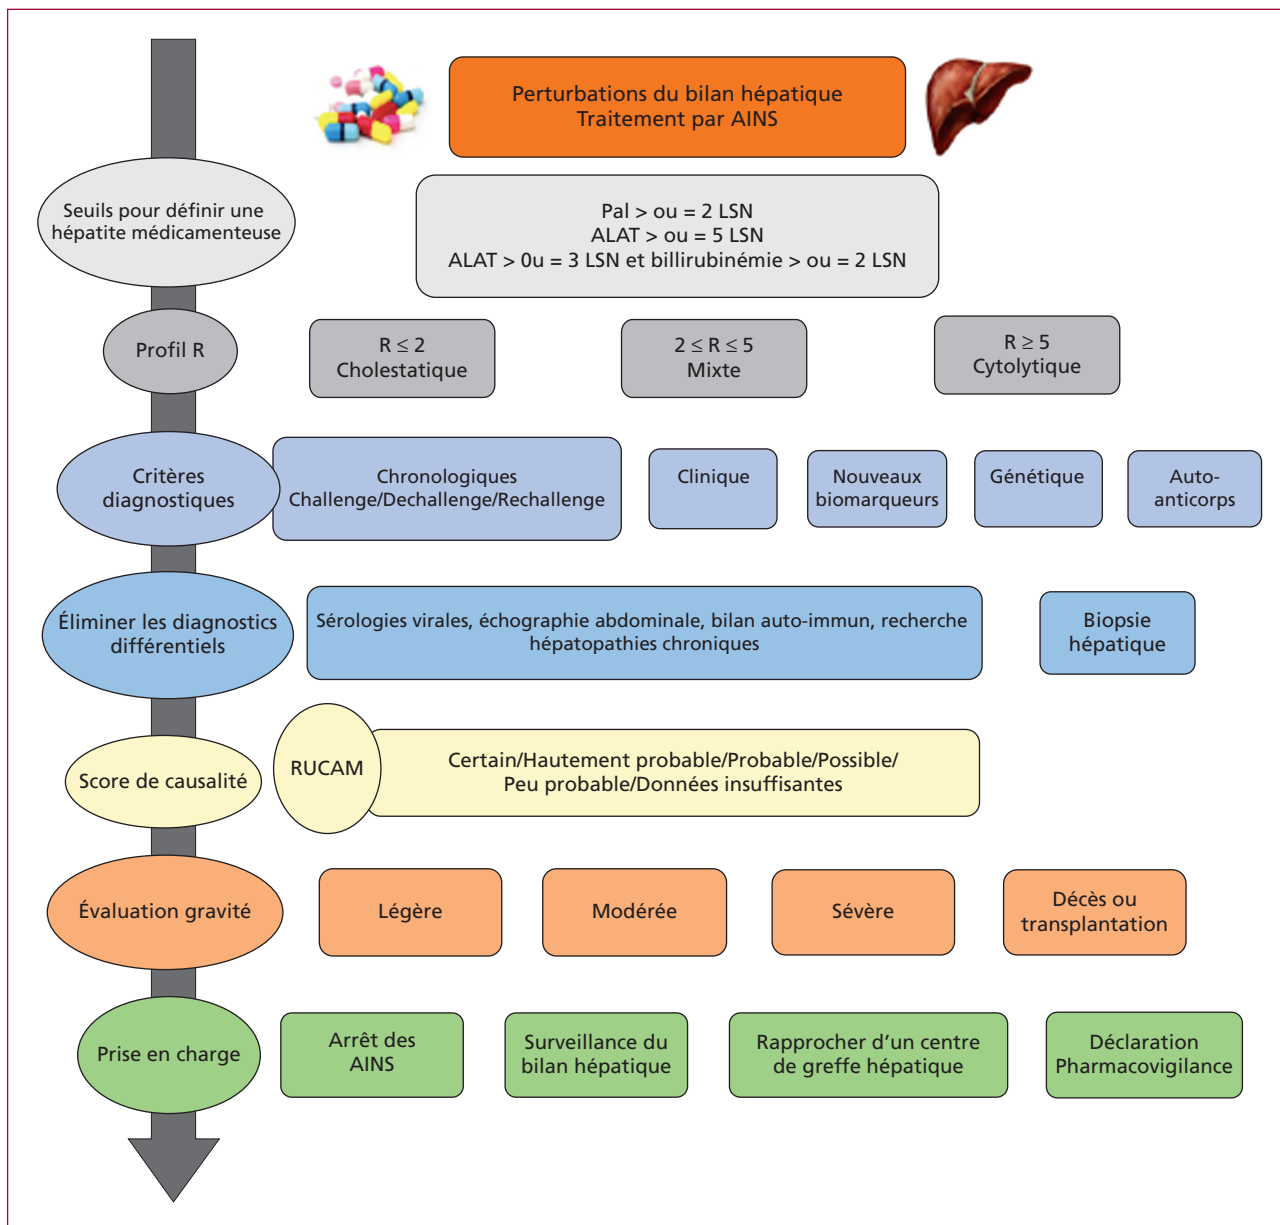 Perturbations du bilan hépatique
Traitement par AINS
Seuils pour définir une
hépatite médicamenteuse
Pal > ou = 2 LSN
ALAT > ou = 5 LSN
ALAT > 0u = 3 LSN et billirubinémie > ou = 2 LSN
Profil R
R ≤ 2
Cholestatique
2 ≤ R ≤ 5
Mixte
R ≥ 5
Cytolytique
Critères
diagnostiques
Chronologiques
Challenge/Dechallenge/Rechallenge
Clinique
Nouveaux
biomarqueurs
Génétique
Auto-
anticorps
Éliminer les diagnostics
différentiels
Sérologies virales, échographie abdominale, bilan auto-immun, recherche
hépatopathies chroniques
Biopsie
hépatique
Score de causalité
RUCAM
Certain/Hautement probable/Probable/Possible/
Peu probable/Données insuffisantes
Évaluation gravité
Légère
Modérée
Sévère
Décès ou
transplantation
Prise en charge
Arrêt des
AINS
Surveillance du
bilan hépatique
Rapprocher d'un centre
de greffe hépatique
Déclaration
Pharmacovigilance